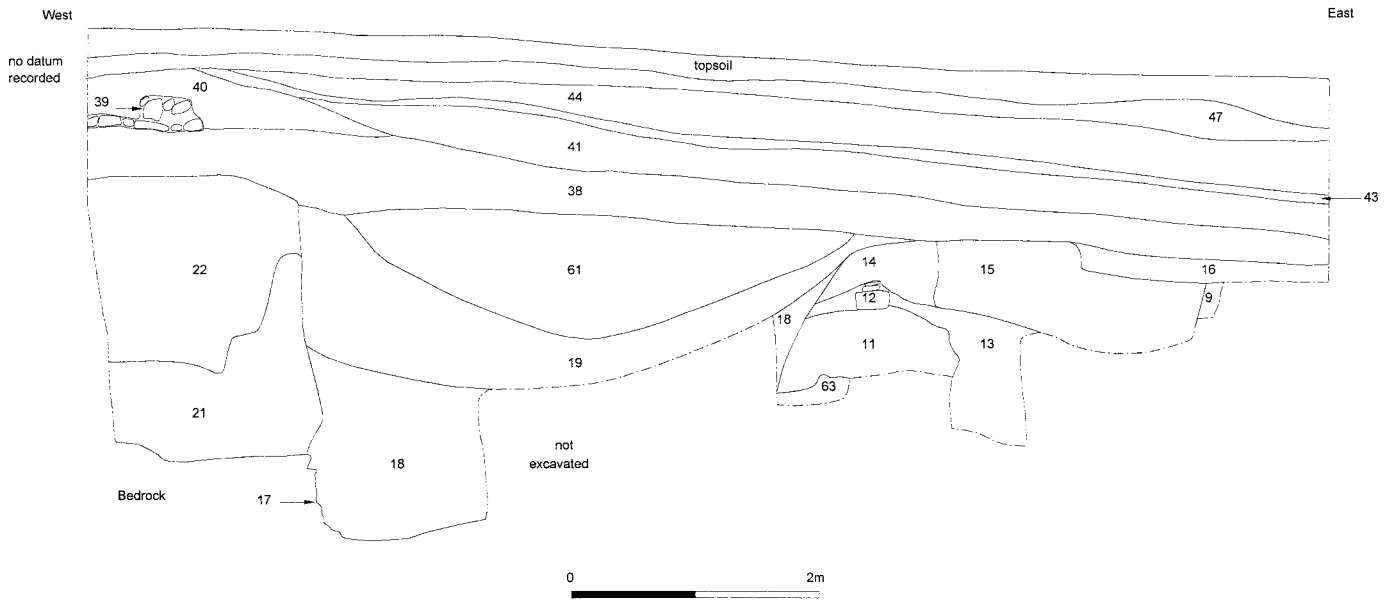 West
East
no datum
recorded
topsoil
40
39
44
47
41
38
43
22
61
14
15
16
12
9
18
11
13
19
63
21
18
not
excavated
Bedrock
17
0
2m